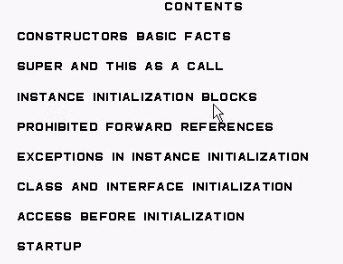 CONTENTS
CONSTRUCTORS BASIC FACTS
SUPER AND THIS AS A CALL
INSTANCE INITIALIZATION BLOCKS
PROHIBITED FORWARD REFERENCES
EXCEPTIONS IN INSTANCE INITIALIZATION
CLASS AND INTERFACE INITIALIZATION
ACCESS BEFORE INITIALIZATION
STARTUP